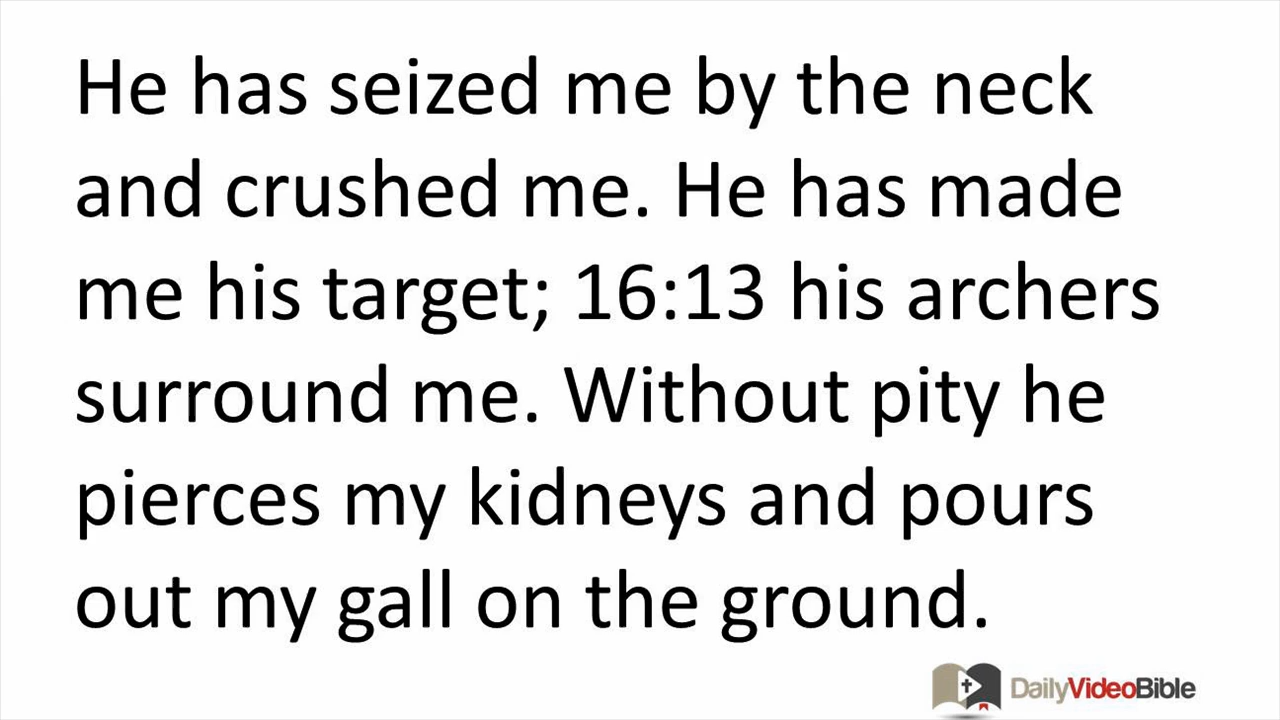 He has seized me by the neck
and crushed me. He has made
me his target; 16:13 his archers
surround me. Without pity he
pierces my kidneys and pours
out my gall on the ground.
DailyVideoBible